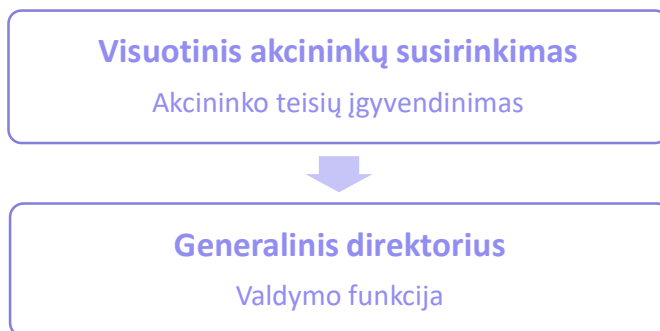 Visuotinis akcininkų susirinkimas
Akcininko teisių įgyvendinimas
Generalinis direktorius
Valdymo funkcija